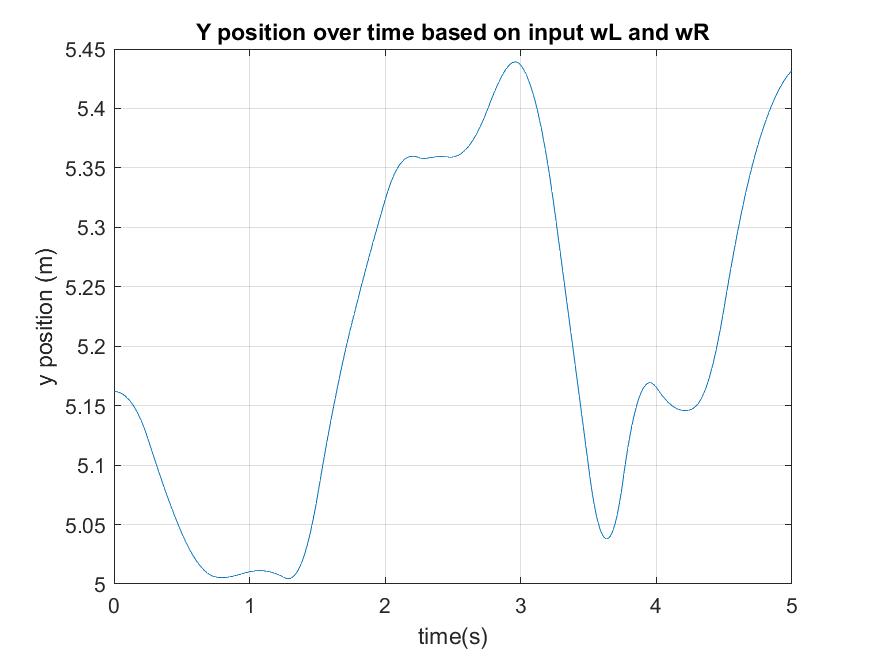 Y position over time based on input wL and wR
y position (m)
5.45
5.4
5.35
5.3
5.25
5.2
5.15
5.1
5.05
5
0 1 2 3 4 5
time(s)